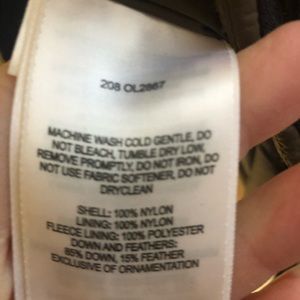 208 OL2867
MACHINE WASH COLD GENTLE, DO
NOT BLEACH, TUMBLE DRY LOW,
REMOVE PROMPTLY, DO NOT IRON, DO
NOT USE FABRIC SOFTENER, DO NOT
DRYCLEAN
SHELL: 100% NYLON
LINING: 100% NYLON
FLEECE LINING: 100% POLYESTER
DOWN AND FEATHERS:
85% DOWN, 15% FEATHER
EXCLUSIVE OF ORNAMENTATION